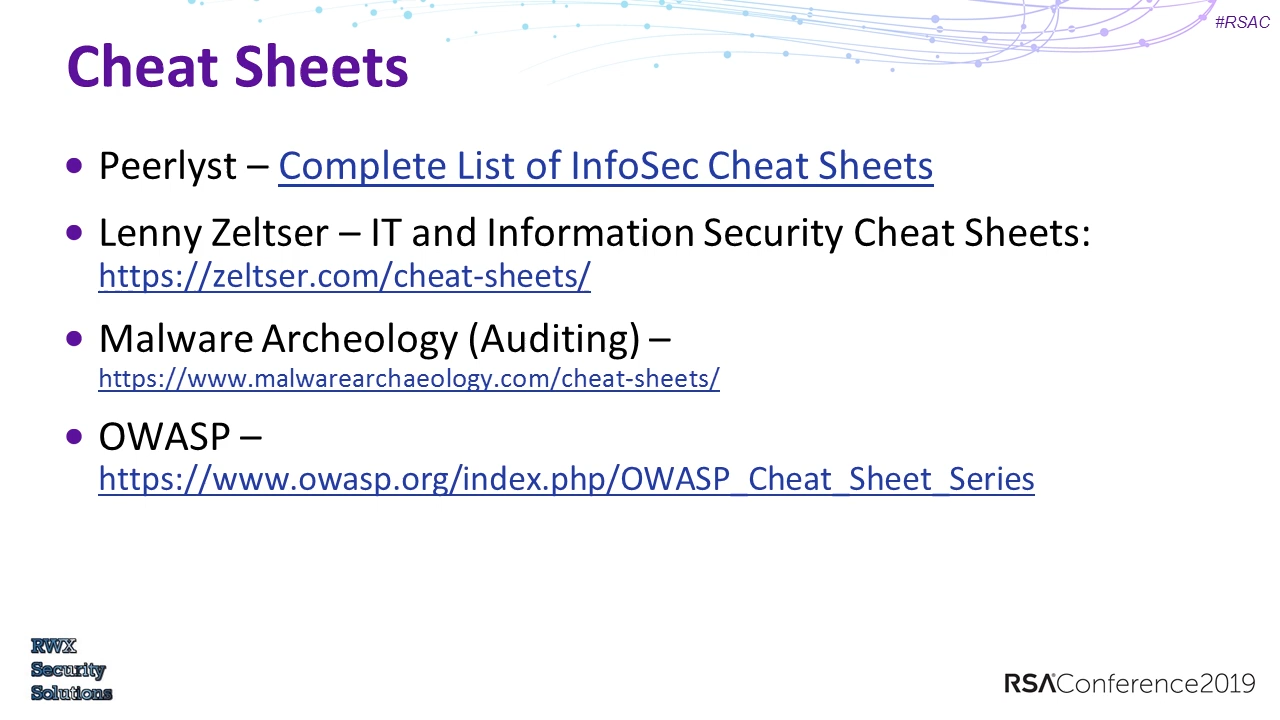 #RSAC
Cheat Sheets
• Peerlyst – Complete List of InfoSec Cheat Sheets
• Lenny Zeltser – IT and Information Security Cheat Sheets:
https://zeltser.com/cheat-sheets/
• Malware Archeology (Auditing) –
https://www.malwarearchaeology.com/cheat-sheets/
• OWASP –
https://www.owasp.org/index.php/OWASP_Cheat_Sheet_Series
RWX
Security
Solutions
RSA Conference2019